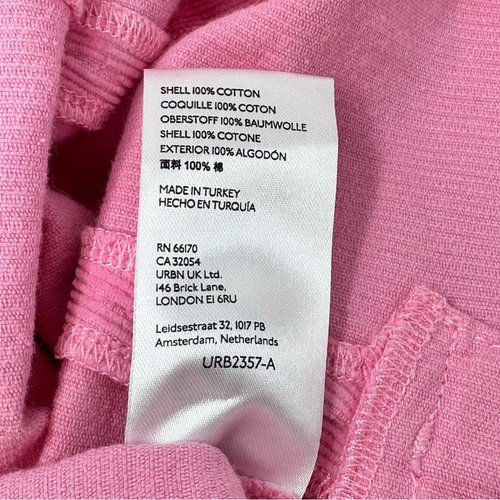 SHELL 100% COTTON
COQUILLE 100% COTON
OBERSTOFF 100% BAUMWOLLE
SHELL 100% COTONE
EXTERIOR 100% ALGODÓN
面料 100% 棉
MADE IN TURKEY
HECHO EN TURQUÍA
RN 66170
CA 32054
URBN UK Ltd.
146 Brick Lane,
LONDON E1 6RU
Leidsestraat 32, 1017 PB
Amsterdam, Netherlands
URB2357-A